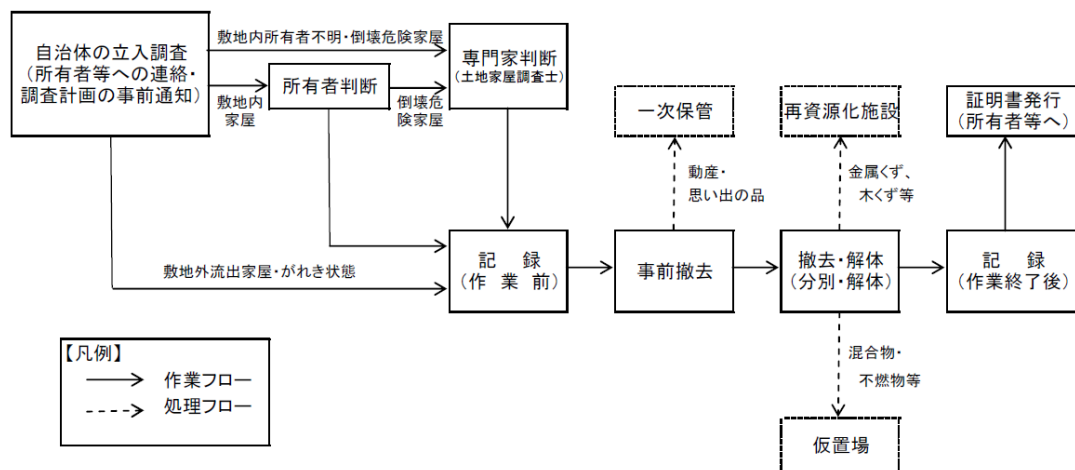 自治体の立入調査
(所有者等への連絡・
調査計画の事前通知)
敷地内所有者不明・倒壊危険家屋
敷地内
家屋
所有者判断
倒壊危
険家屋
専門家判断
(土地家屋調査士)
敷地外流出家屋・がれき状態
記　録
(作 業 前)
事前撤去
動産・
思い出の品
一次保管
撤去・解体
(分別・解体)
金属くず、
木くず等
再資源化施設
混合物・
不燃物等
仮置場
記　録
(作業終了後)
証明書発行
(所有者等へ)
【凡例】
作業フロー
処理フロー